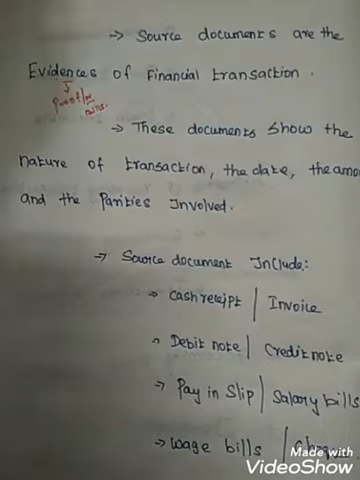 → Source documents are the
Evidences of Financial transaction.
Proof/
→ These documents show the
nature of transaction, the date, the amo
and the Parities Involved.
→ Source document Include:
→ Cash receipt / Invoice
→ Debit note / Credit note
→ Pay in Slip / Salary bills
→ wage bills /
Made with
VideoShow